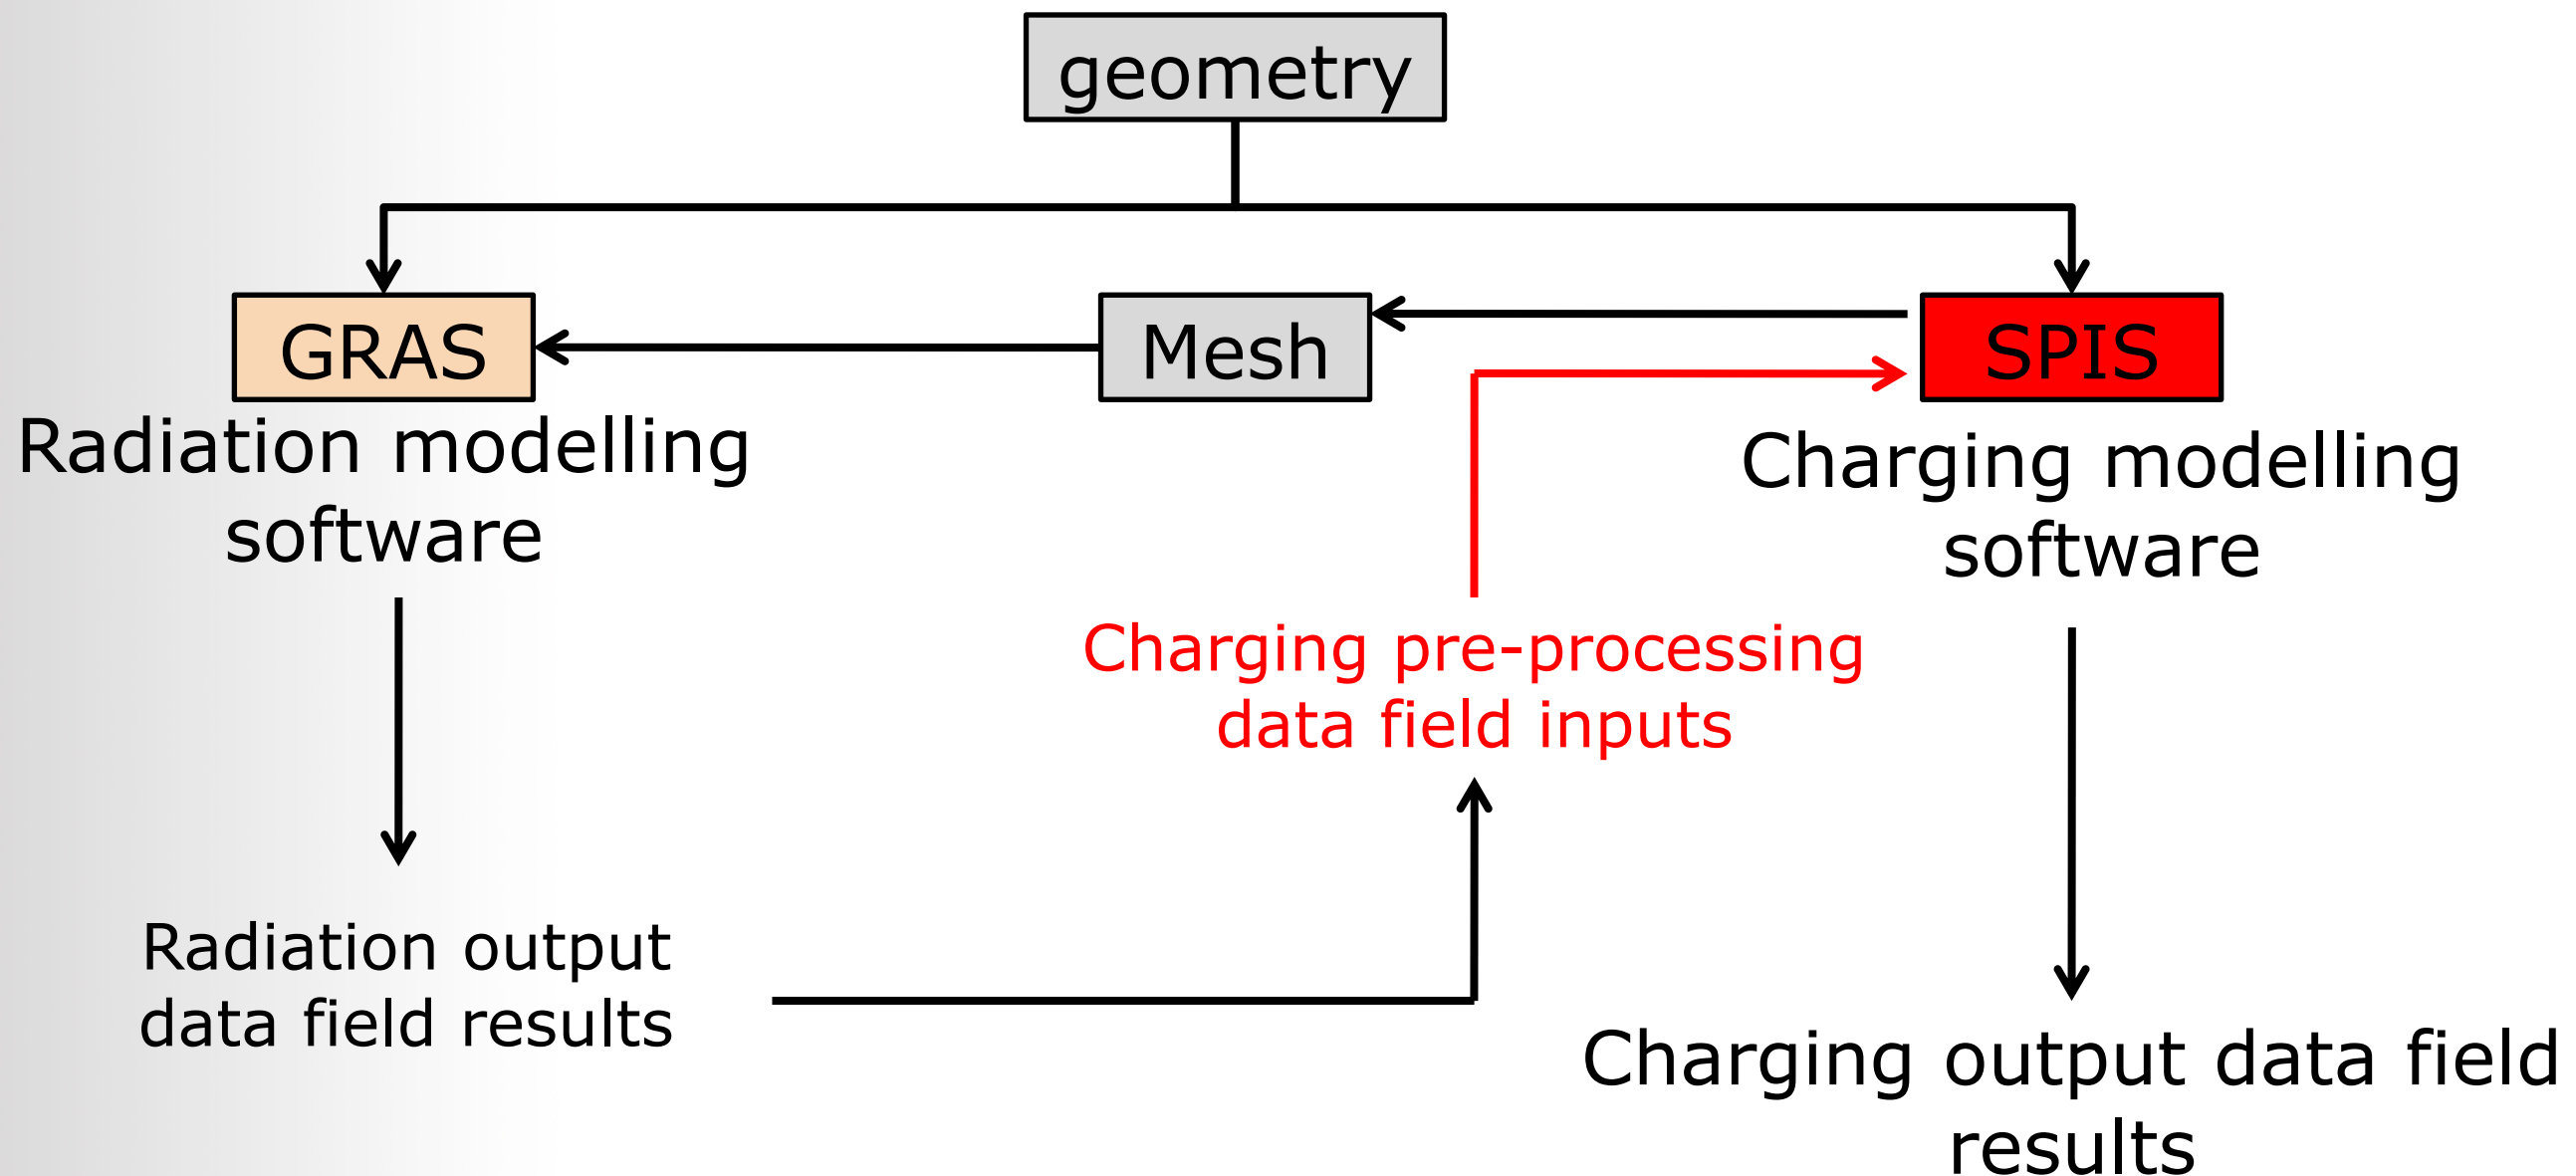 geometry
GRAS
Mesh
SPIS
Radiation modelling
software
Charging modelling
software
Charging pre-processing
data field inputs
Radiation output
data field results
Charging output data field
results